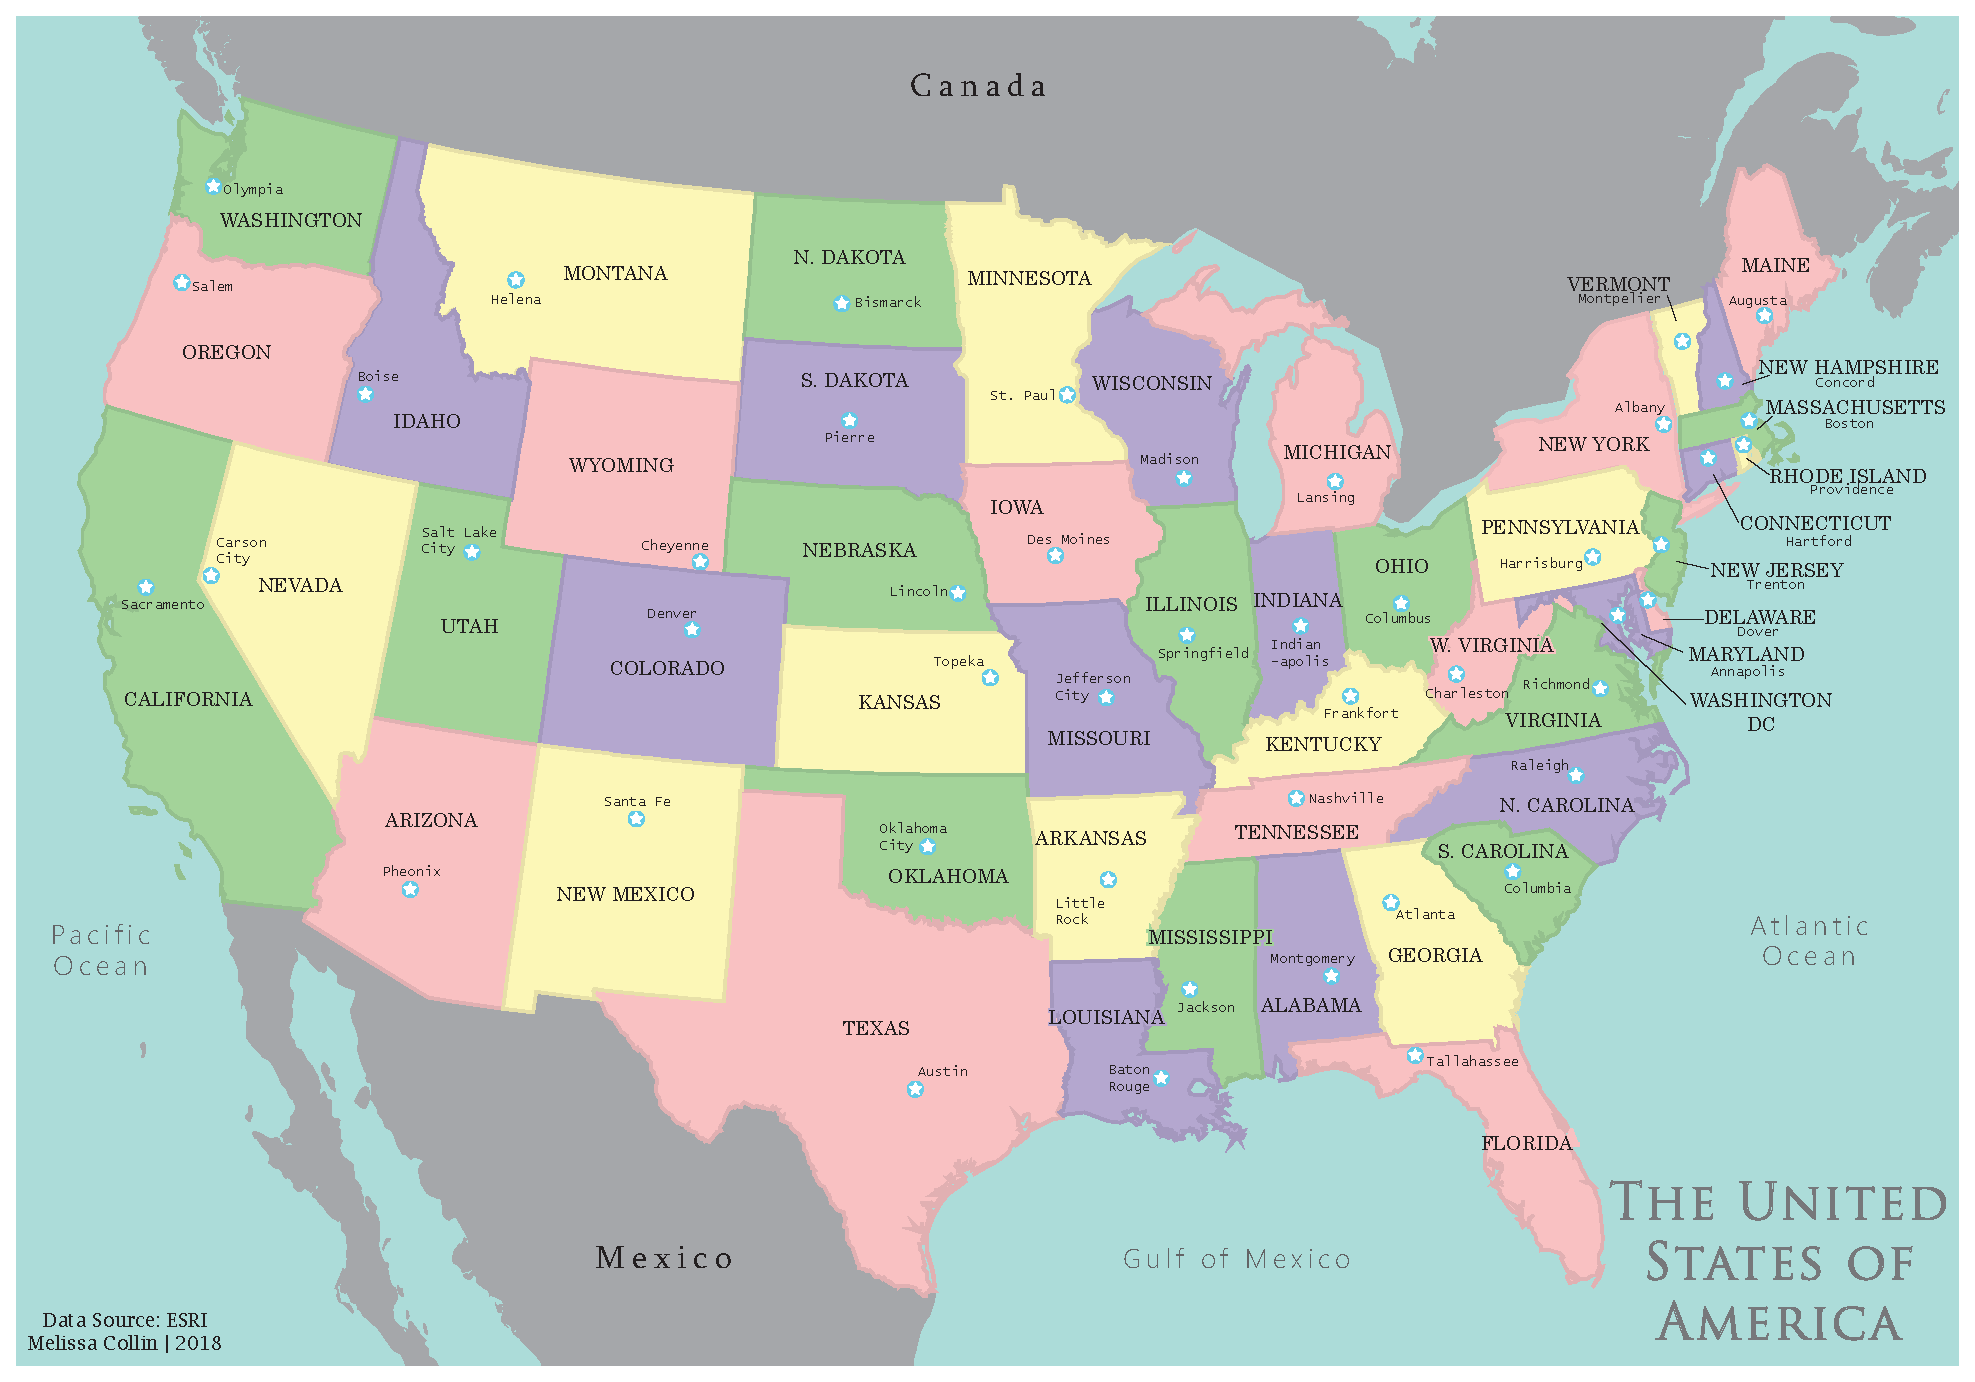 Canada
Olympia
WASHINGTON
Salem
OREGON
Boise
IDAHO
Helena
MONTANA
N. DAKOTA
Bismarck
MINNESOTA
St. Paul
S. DAKOTA
Pierre
WISCONSIN
Madison
MICHIGAN
Lansing
VERMONT
Montpelier
MAINE
Augusta
NEW HAMPSHIRE
Concord
MASSACHUSETTS
Boston
Albany
NEW YORK
RHODE ISLAND
Providence
CONNECTICUT
Hartford
PENNSYLVANIA
Harrisburg
NEW JERSEY
Trenton
DELAWARE
Dover
MARYLAND
Annapolis
WASHINGTON
DC
WYOMING
Cheyenne
IOWA
Des Moines
NEBRASKA
Lincoln
Salt Lake
City
UTAH
Carson
City
NEVADA
Sacramento
CALIFORNIA
Denver
COLORADO
Topeka
KANSAS
Jefferson
City
MISSOURI
ILLINOIS
Springfield
INDIANA
Indian
-apolis
OHIO
Columbus
W. VIRGINIA
Charleston
Richmond
VIRGINIA
Frankfort
KENTUCKY
Raleigh
N. CAROLINA
Nashville
TENNESSEE
S. CAROLINA
Columbia
ARIZONA
Pheonix
Santa Fe
NEW MEXICO
Oklahoma
City
OKLAHOMA
ARKANSAS
Little
Rock
MISSISSIPPI
Jackson
Montgomery
ALABAMA
Atlanta
GEORGIA
LOUISIANA
Baton
Rouge
TEXAS
Austin
Tallahassee
FLORIDA
Pacific
Ocean
Atlantic
Ocean
Mexico
Gulf of Mexico
THE UNITED
STATES OF
AMERICA
Data Source: ESRI
Melissa Collin | 2018